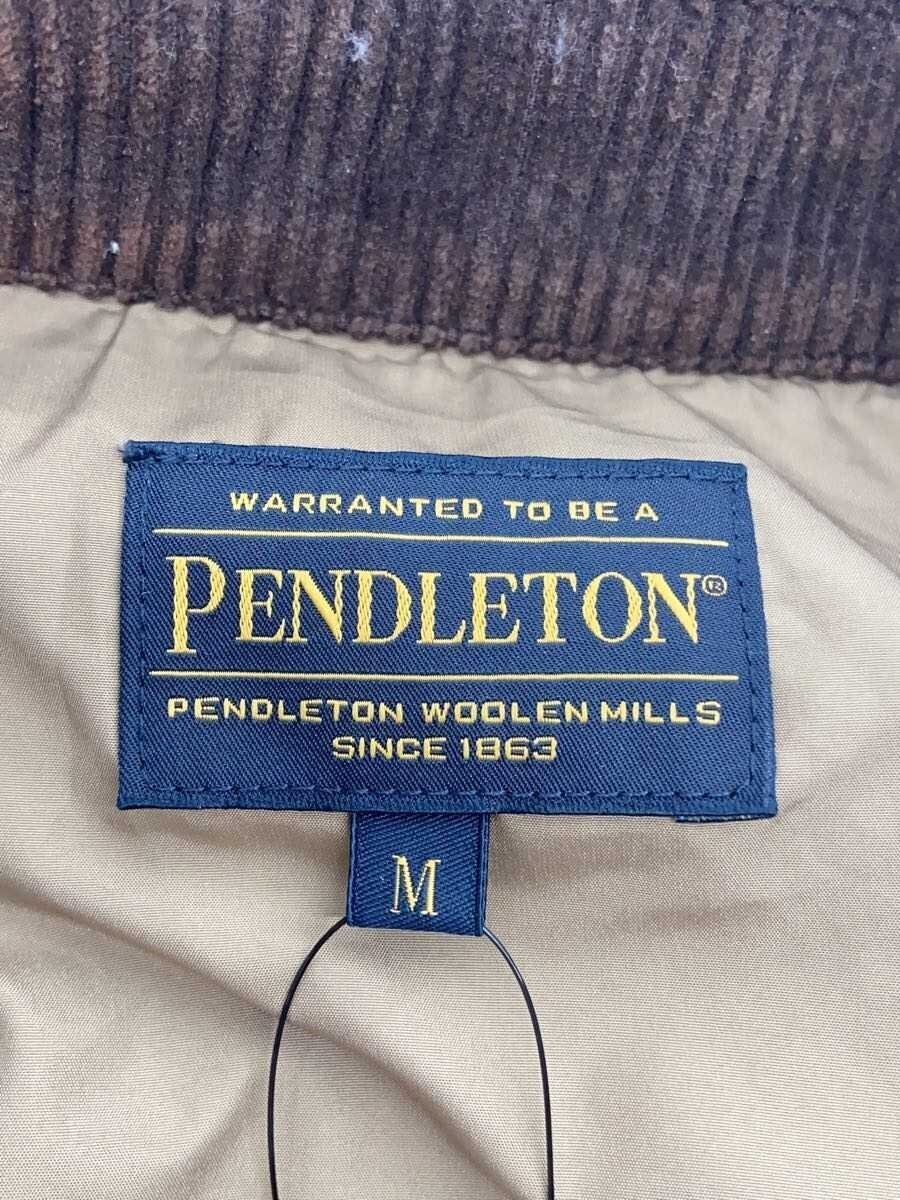 WARRANTED TO BE A
PENDLETON®
PENDLETON WOOLEN MILLS
SINCE 1863
M